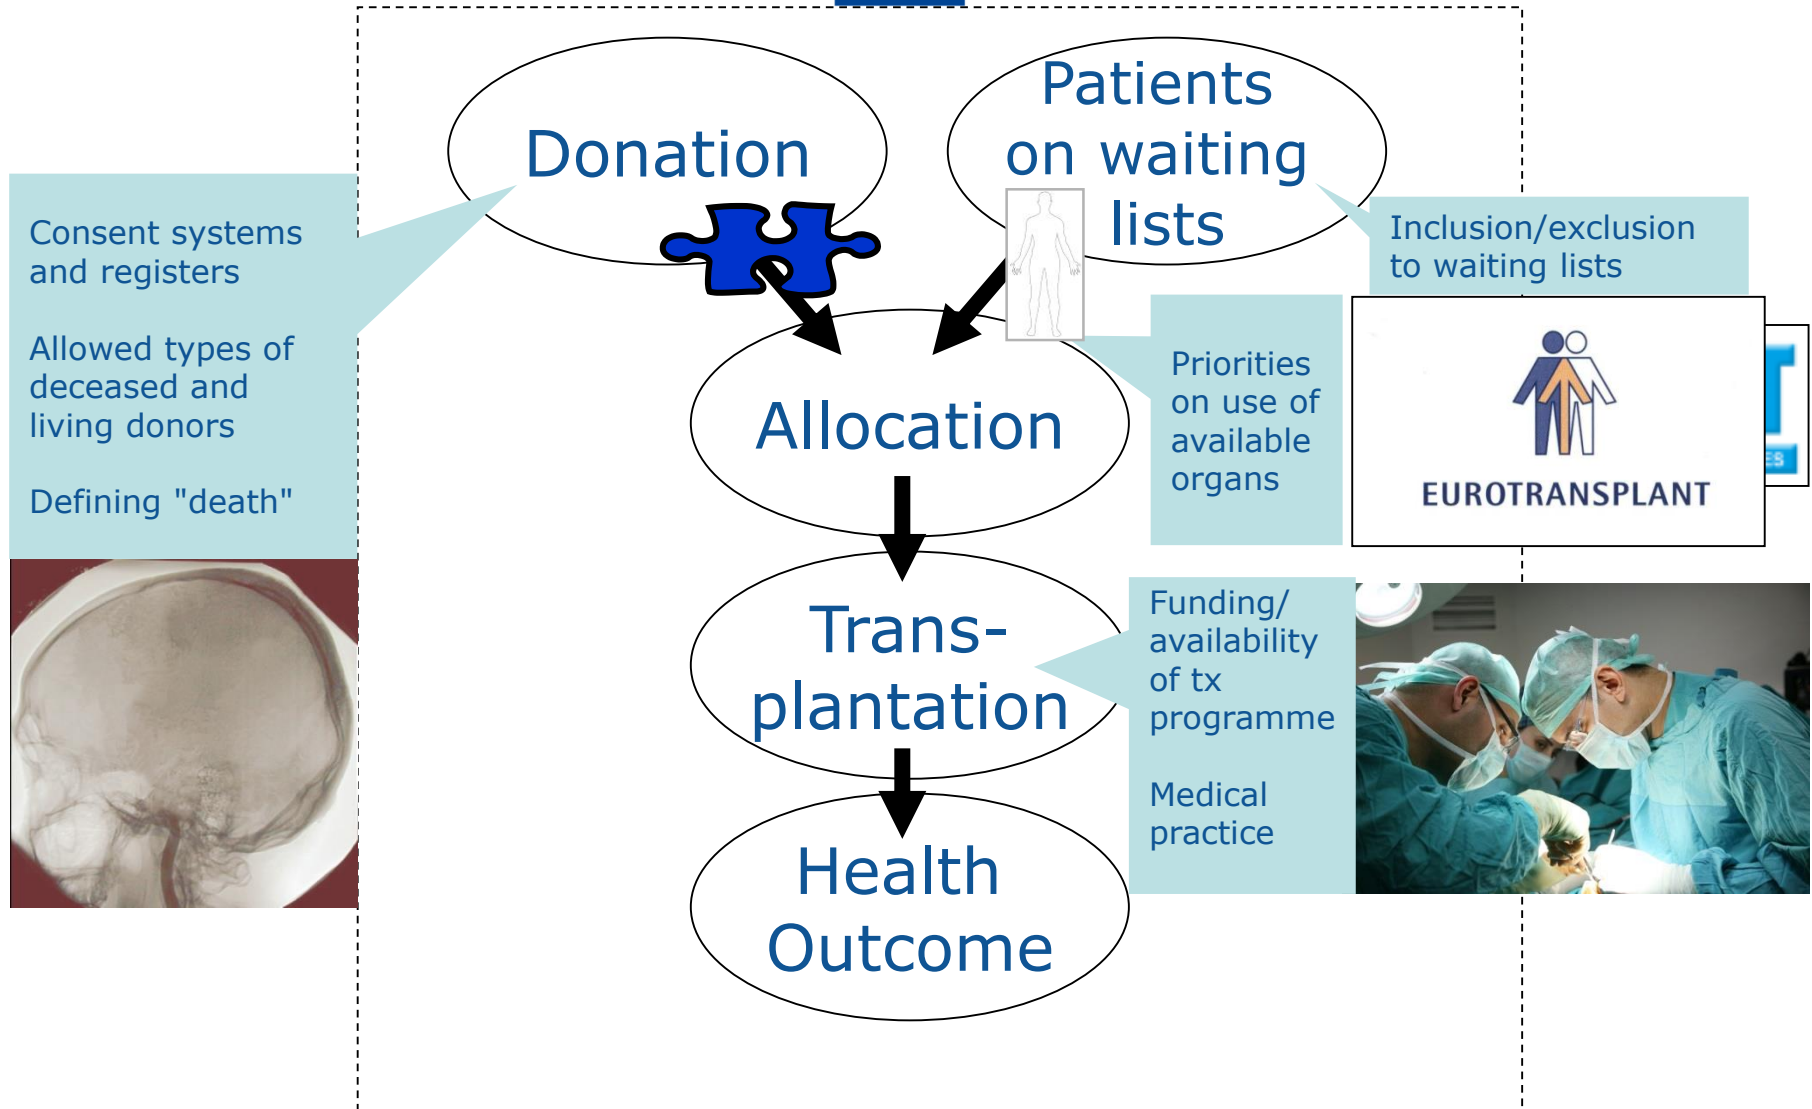 Donation
Patients
on waiting
lists
Consent systems
and registers
Allowed types of
deceased and
living donors
Defining "death"
Inclusion/exclusion
to waiting lists
Allocation
Priorities
on use of
available
organs
EUROTRANSPLANT
Trans-
plantation
Funding/
availability
of tx
programme
Medical
practice
Health
Outcome